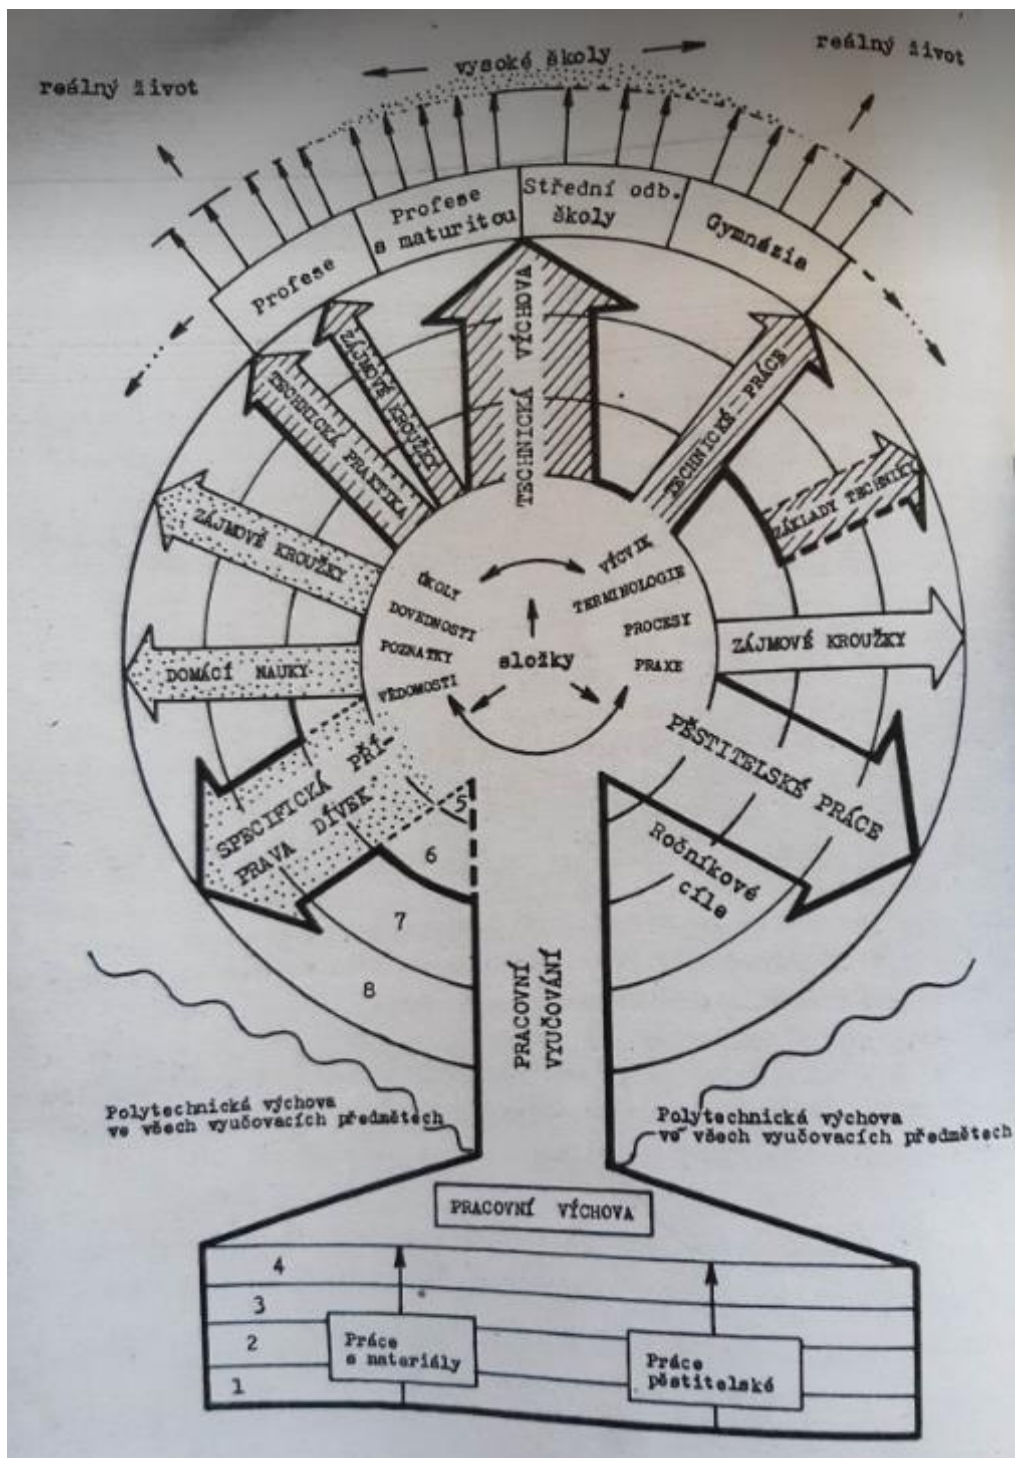 reálný život
vysoké školy
reálný život
Profese
Profese
s maturitou
Střední odb.
školy
Gymnázia
TECHNICKÁ PRAKTIKA
ZÁJMOVÉ KROUŽKY
TECHNICKÁ VÝCHOVA
TECHNICKÉ PRÁCE
ZÁKLADY TECHNIKY
ZÁJMOVÉ KROUŽKY
ZÁJMOVÉ KROUŽKY
DOMÁCÍ NAUKY
SPECIFICKÁ PŘÍ-
PRAVA DÍVEK
PĚSTITELSKÉ PRÁCE
ÚKOLY
DOVEDNOSTI
POZNATKY
VĚDOMOSTI
složky
VÝCVIK
TERMINOLOGIE
PROCESY
PRAXE
5
6
7
8
Ročníkové
cíle
PRACOVNÍ
VYUČOVÁNÍ
Polytechnická výchova
ve všech vyučovacích předmětech
Polytechnická výchova
ve všech vyučovacích předmětech
PRACOVNÍ VÝCHOVA
4
3
2
1
Práce
s materiály
Práce
pěstitelské